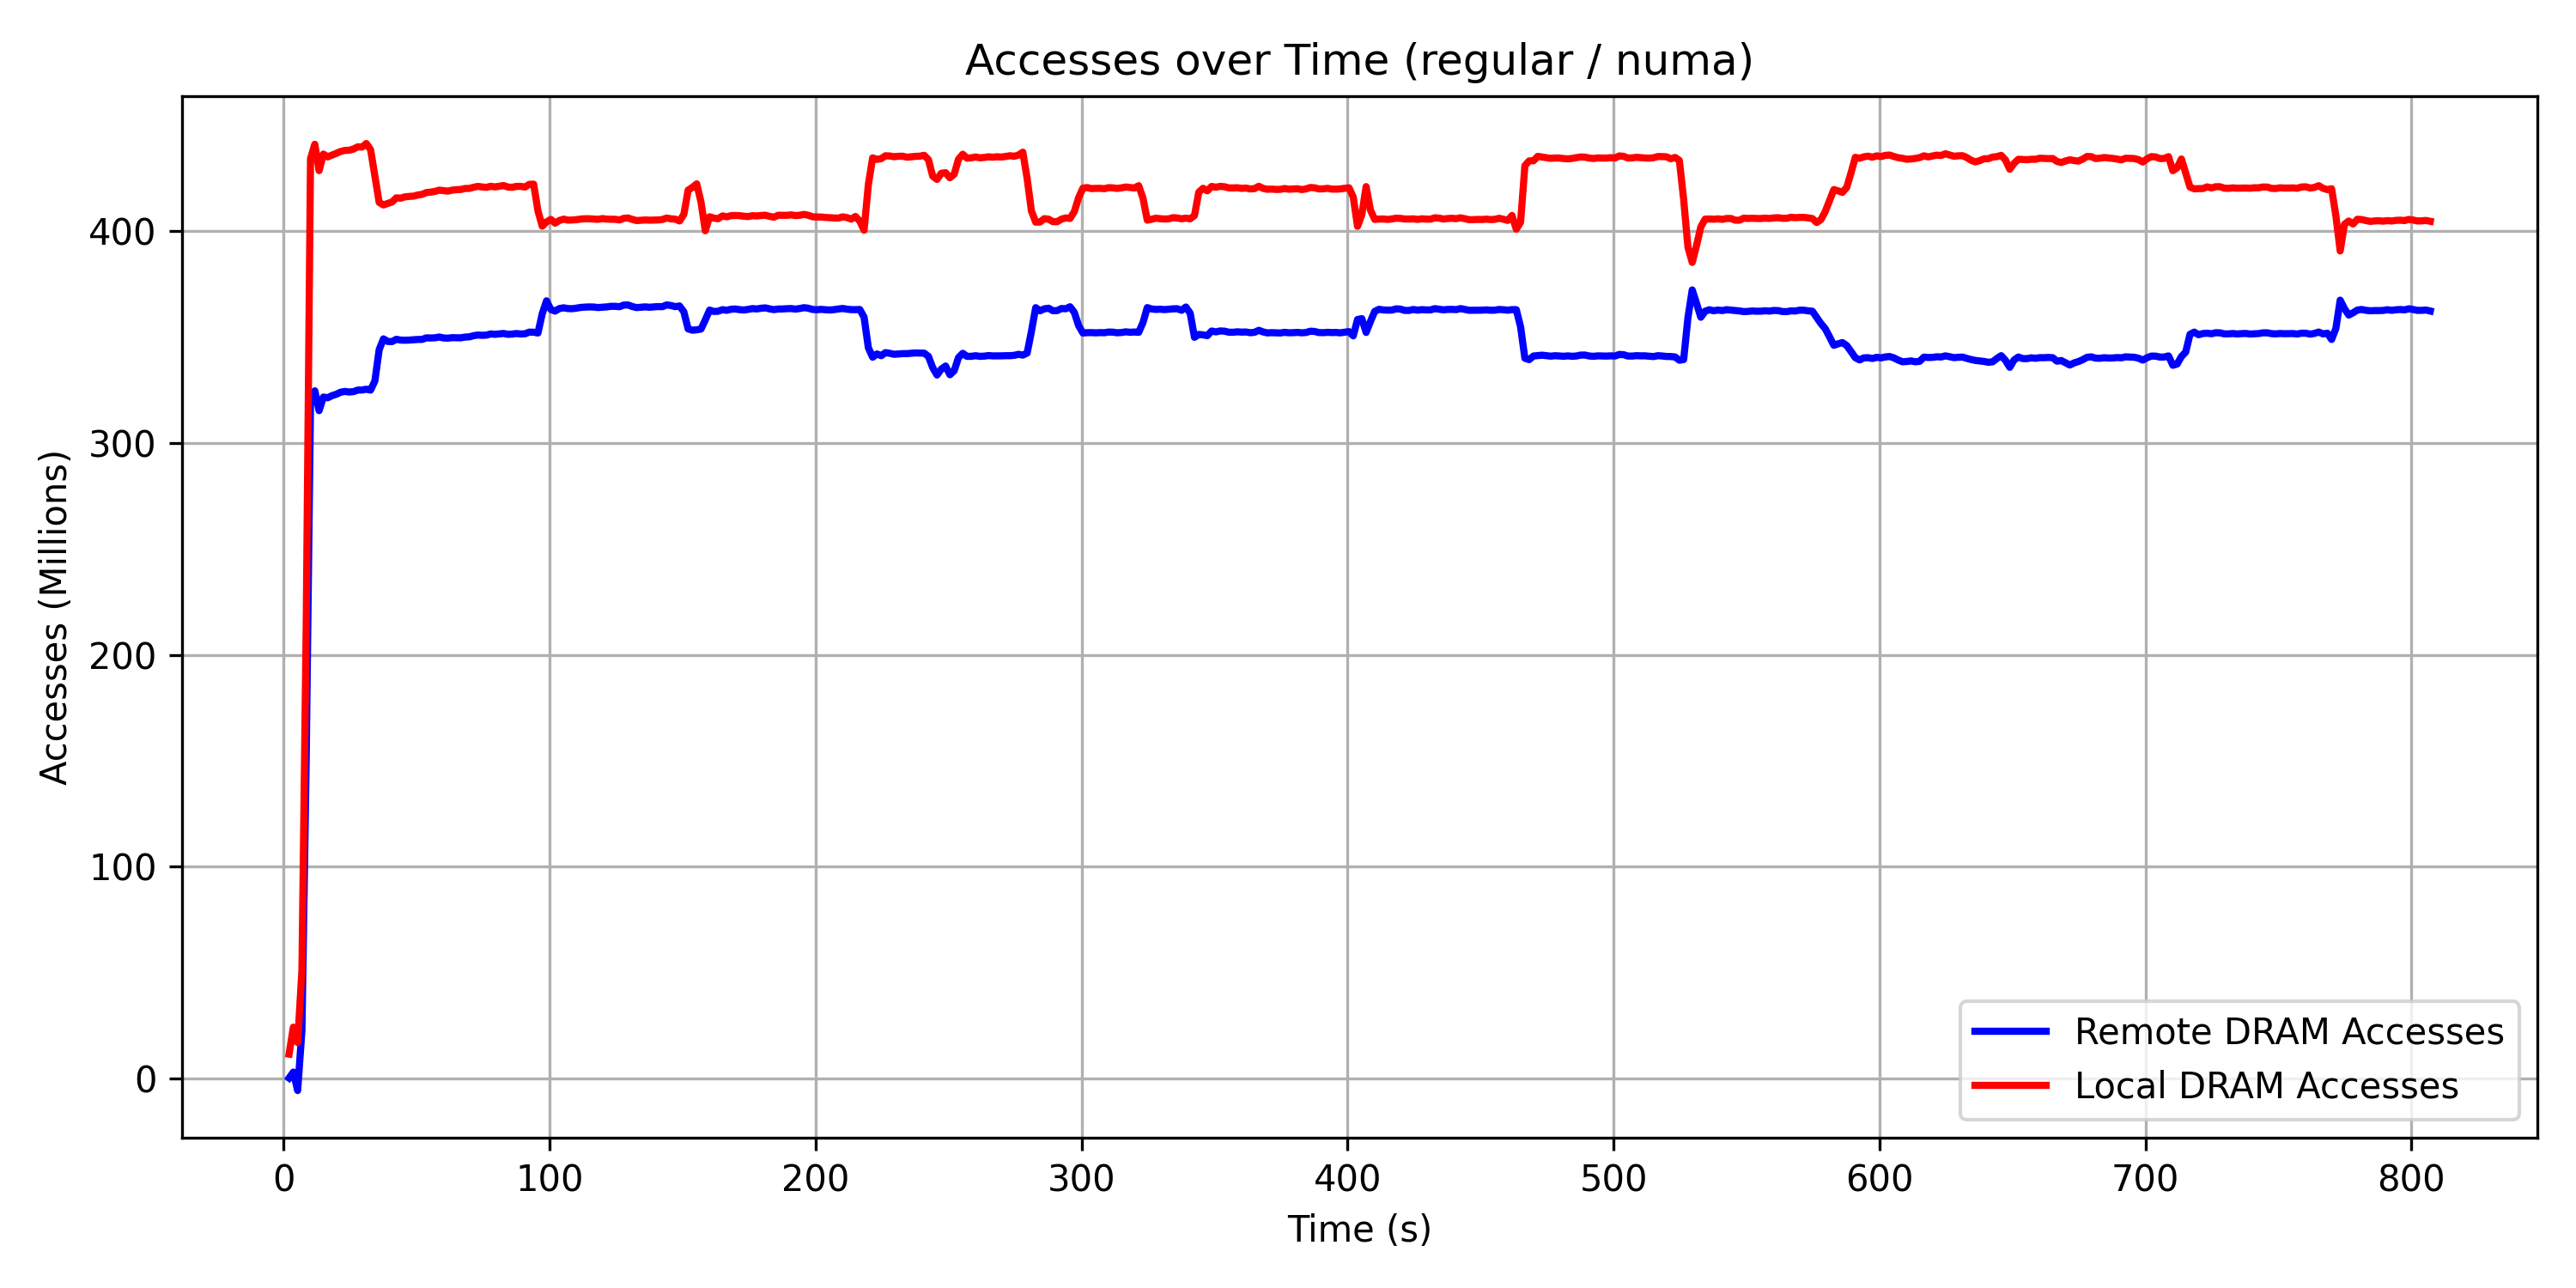 Accesses over Time (regular / numa)
Accesses (Millions)
400
300
200
100
0
0 100 200 300 400 500 600 700 800
Time (s)
Remote DRAM Accesses
Local DRAM Accesses